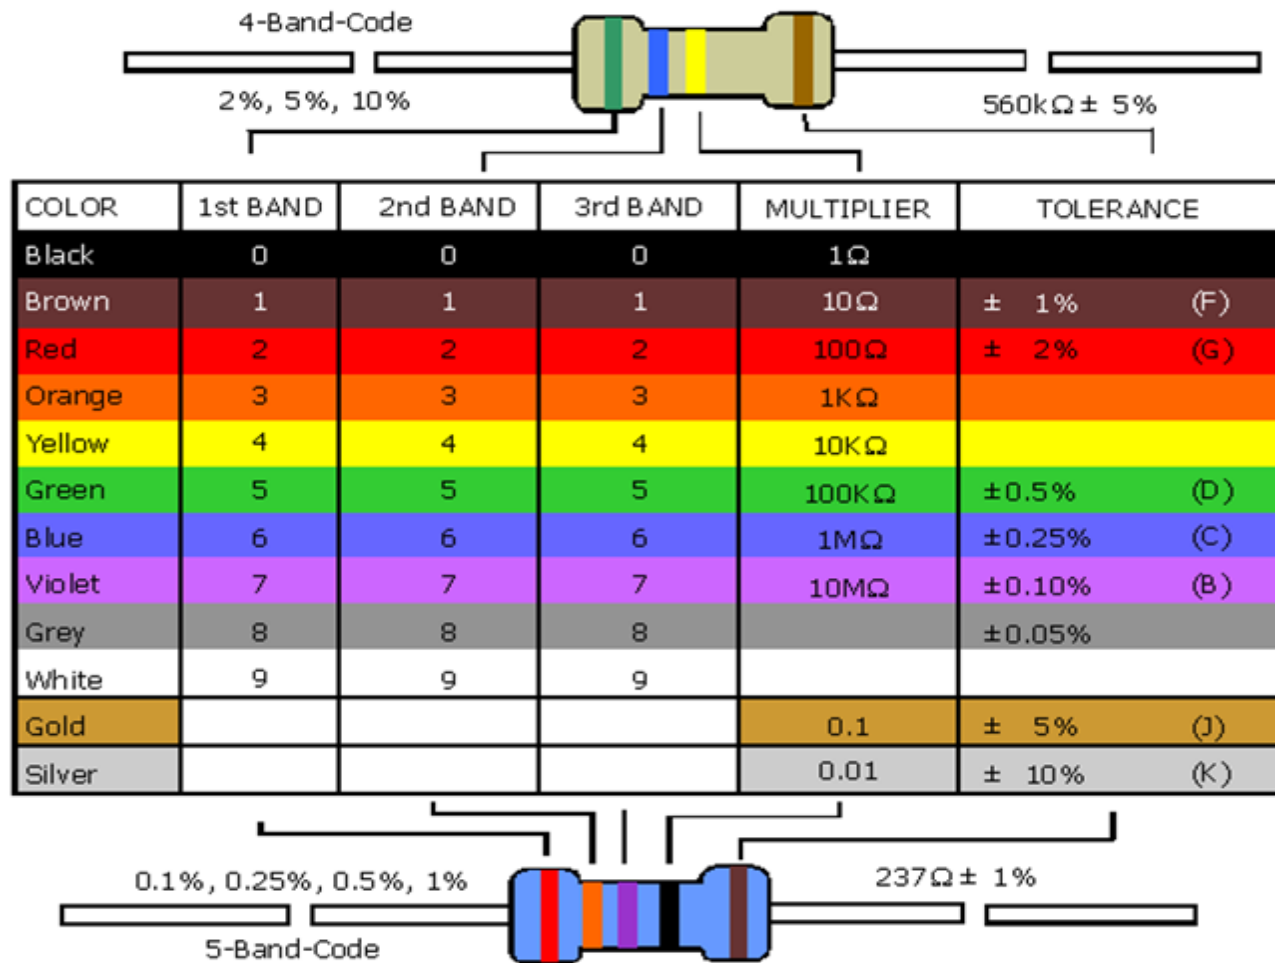 4-Band-Code
2%, 5%, 10%
560kΩ ± 5%
COLOR 1st BAND 2nd BAND 3rd BAND MULTIPLIER TOLERANCE
Black 0 0 0 1Ω
Brown 1 1 1 10Ω ± 1% (F)
Red 2 2 2 100Ω ± 2% (G)
Orange 3 3 3 1KΩ
Yellow 4 4 4 10KΩ
Green 5 5 5 100KΩ ±0.5% (D)
Blue 6 6 6 1MΩ ±0.25% (C)
Violet 7 7 7 10MΩ ±0.10% (B)
Grey 8 8 8 ±0.05%
White 9 9 9
Gold 0.1 ± 5% (J)
Silver 0.01 ± 10% (K)
0.1%, 0.25%, 0.5%, 1%
237Ω ± 1%
5-Band-Code